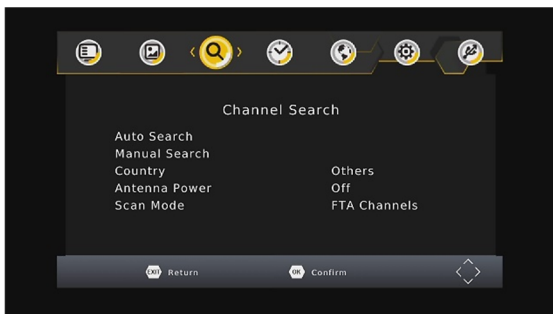 Channel Search
Auto Search
Manual Search
Country Others
Antenna Power Off
Scan Mode FTA Channels
EXIT Return OK Confirm